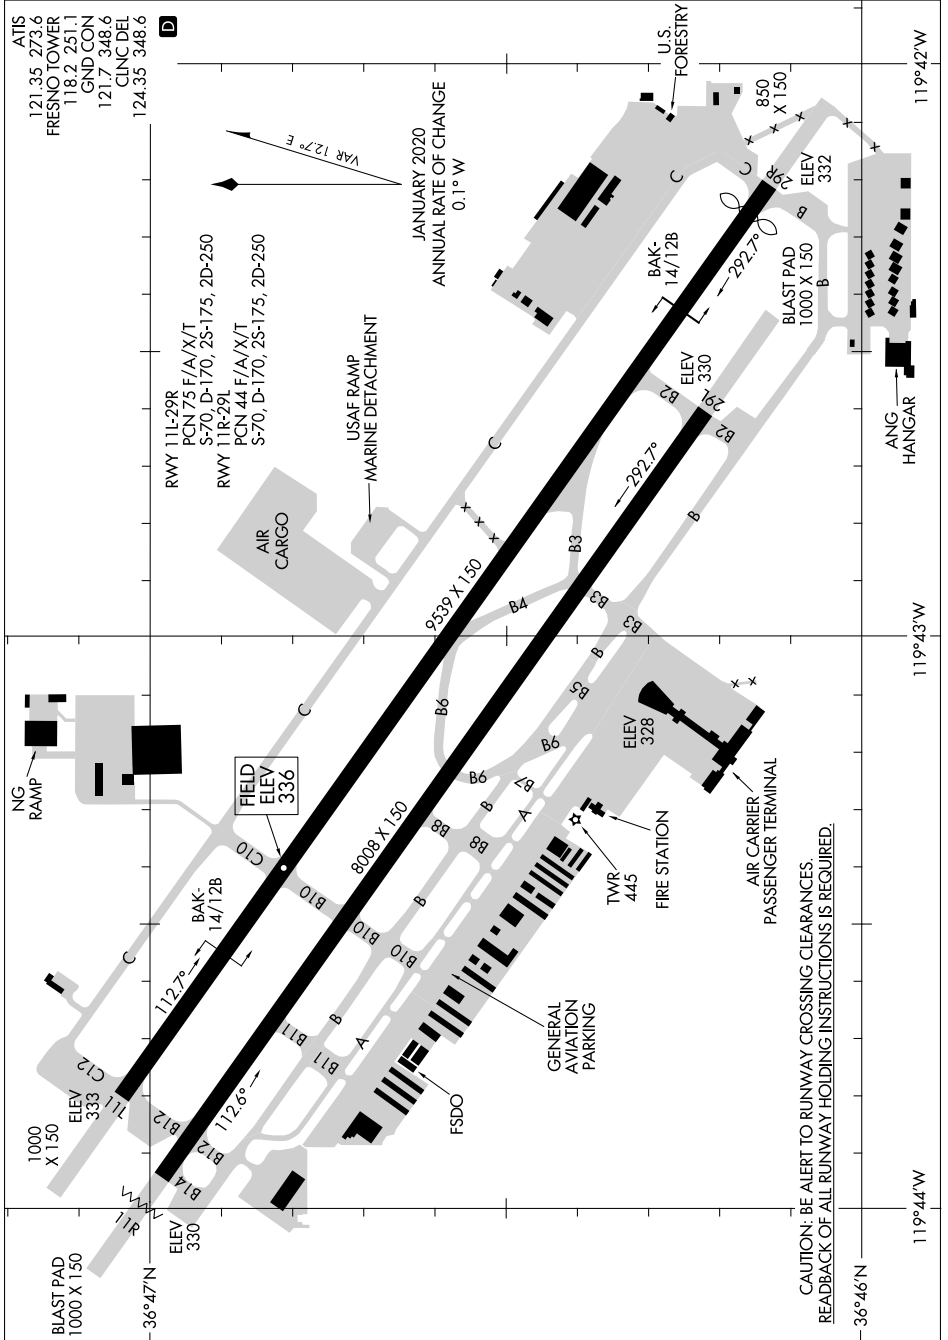 ATIS
121.35 273.6
FRESNO TOWER
118.2 251.1
GND CON
121.7 348.6
CLNC DEL
124.35 348.6
D
VAR 12.7° E
JANUARY 2020
ANNUAL RATE OF CHANGE
0.1° W
RWY 11L-29R
PCN 75 F/A/X/T
S-70, D-170, 2S-175, 2D-250
RWY 11R-29L
PCN 44 F/A/X/T
S-70, D-170, 2S-175, 2D-250
U.S.
FORESTRY
850
X 150
119°42'W
C
C
29R
ELEV
332
B
BAK-
14/12B
292.7°
BLAST PAD
1000 X 150
B
USAF RAMP
MARINE DETACHMENT
C
ELEV
330
B2
29L
B2
ANG
HANGAR
292.7°
B
AIR
CARGO
B3
9539 X 150
B4
B3
B3
119°43'W
B
B5
B6
C
ELEV
328
B6
NG
RAMP
FIELD
ELEV
336
B6
B7
B
A
8008 X 150
B8
B8
TWR
445
FIRE STATION
AIR CARRIER
PASSENGER TERMINAL
C10
B10
B10
B10
B
BAK-
14/12B
C
112.7°
GENERAL
AVIATION
PARKING
B11
B
B11
A
C12
11L
ELEV
333
1000
X 150
B12
112.6°
B12
B14
FSDO
11R
ELEV
330
BLAST PAD
1000 X 150
36°47'N
CAUTION: BE ALERT TO RUNWAY CROSSING CLEARANCES.
READBACK OF ALL RUNWAY HOLDING INSTRUCTIONS IS REQUIRED.
36°46'N
119°44'W